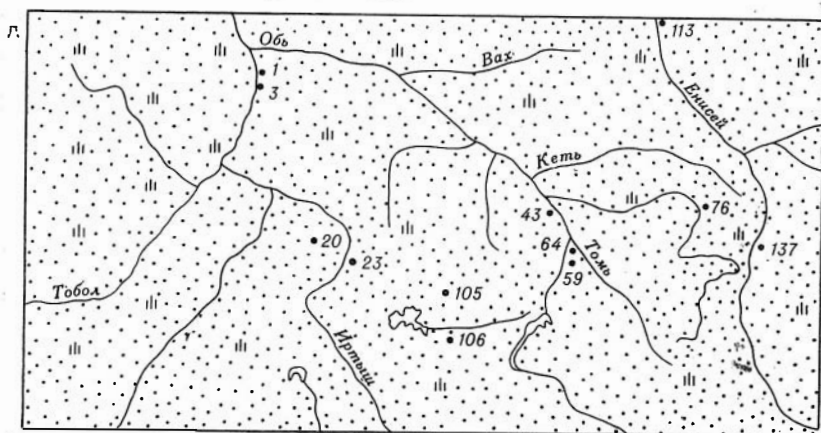 п.
113
Обь
Вах
1
3
Енисей
Кеть
76
43
20
64
137
Томь
23
59
Тобол
105
106
Иртыш